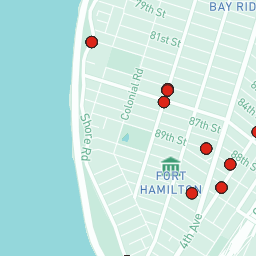 79th St
BAY RID
81st St
83
84th
Colonial Rd
87th St
89th St
88th S
Shore Rd
FORT
HAMILTON
4th Ave